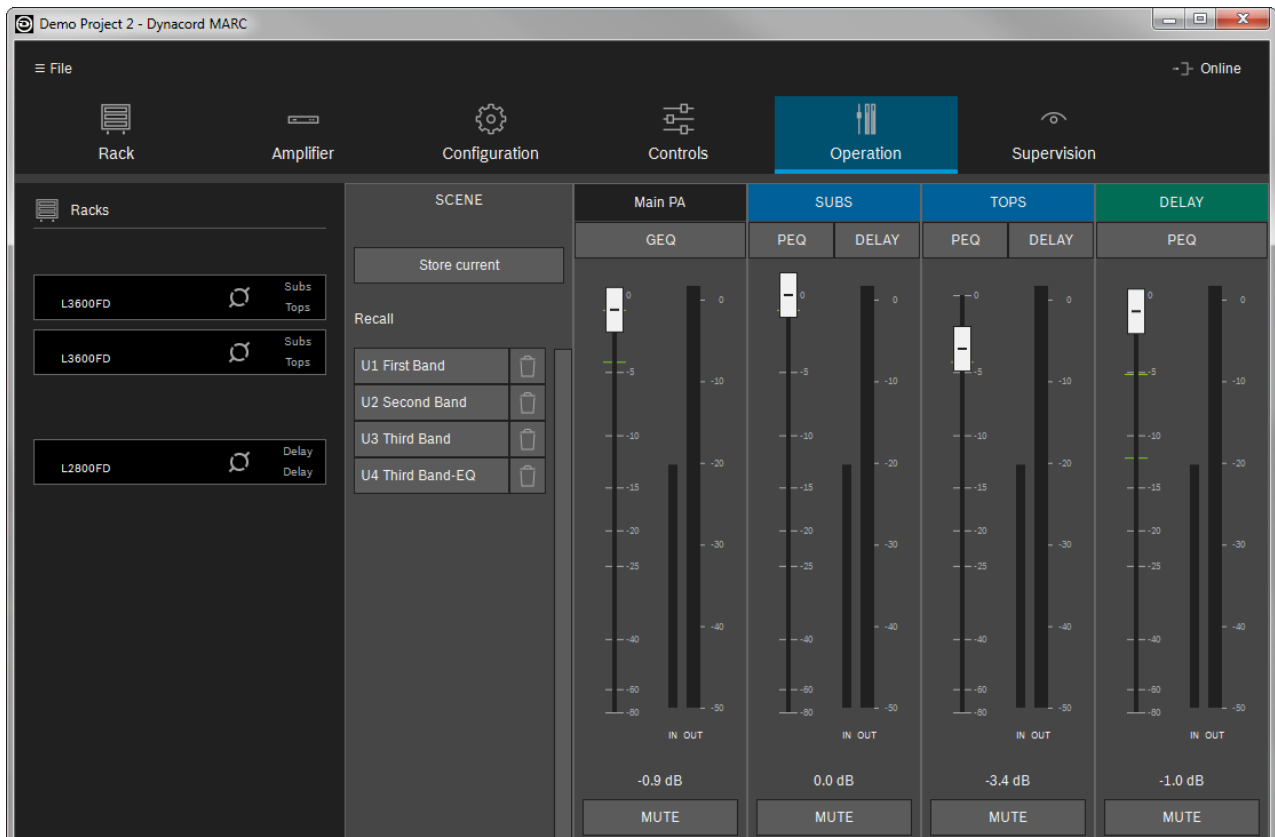 Demo Project 2 - Dynacord MARC
≡ File
Online
Rack
Amplifier
Configuration
Controls
Operation
Supervision
Racks
L3600FD
Subs
Tops
L3600FD
Subs
Tops
L2800FD
Delay
Delay
SCENE
Store current
Recall
U1 First Band
U2 Second Band
U3 Third Band
U4 Third Band-EQ
Main PA
GEQ
0
-5
-10
-15
-20
-25
-40
-60
-80
0
-10
-20
-30
-40
-50
IN OUT
-0.9 dB
MUTE
SUBS
PEQ DELAY
0
-5
-10
-15
-20
-25
-40
-60
-80
0
-10
-20
-30
-40
-50
IN OUT
0.0 dB
MUTE
TOPS
PEQ DELAY
0
-5
-10
-15
-20
-25
-40
-60
-80
0
-10
-20
-30
-40
-50
IN OUT
-3.4 dB
MUTE
DELAY
PEQ
0
-5
-10
-15
-20
-25
-40
-60
-80
0
-10
-20
-30
-40
-50
IN OUT
-1.0 dB
MUTE